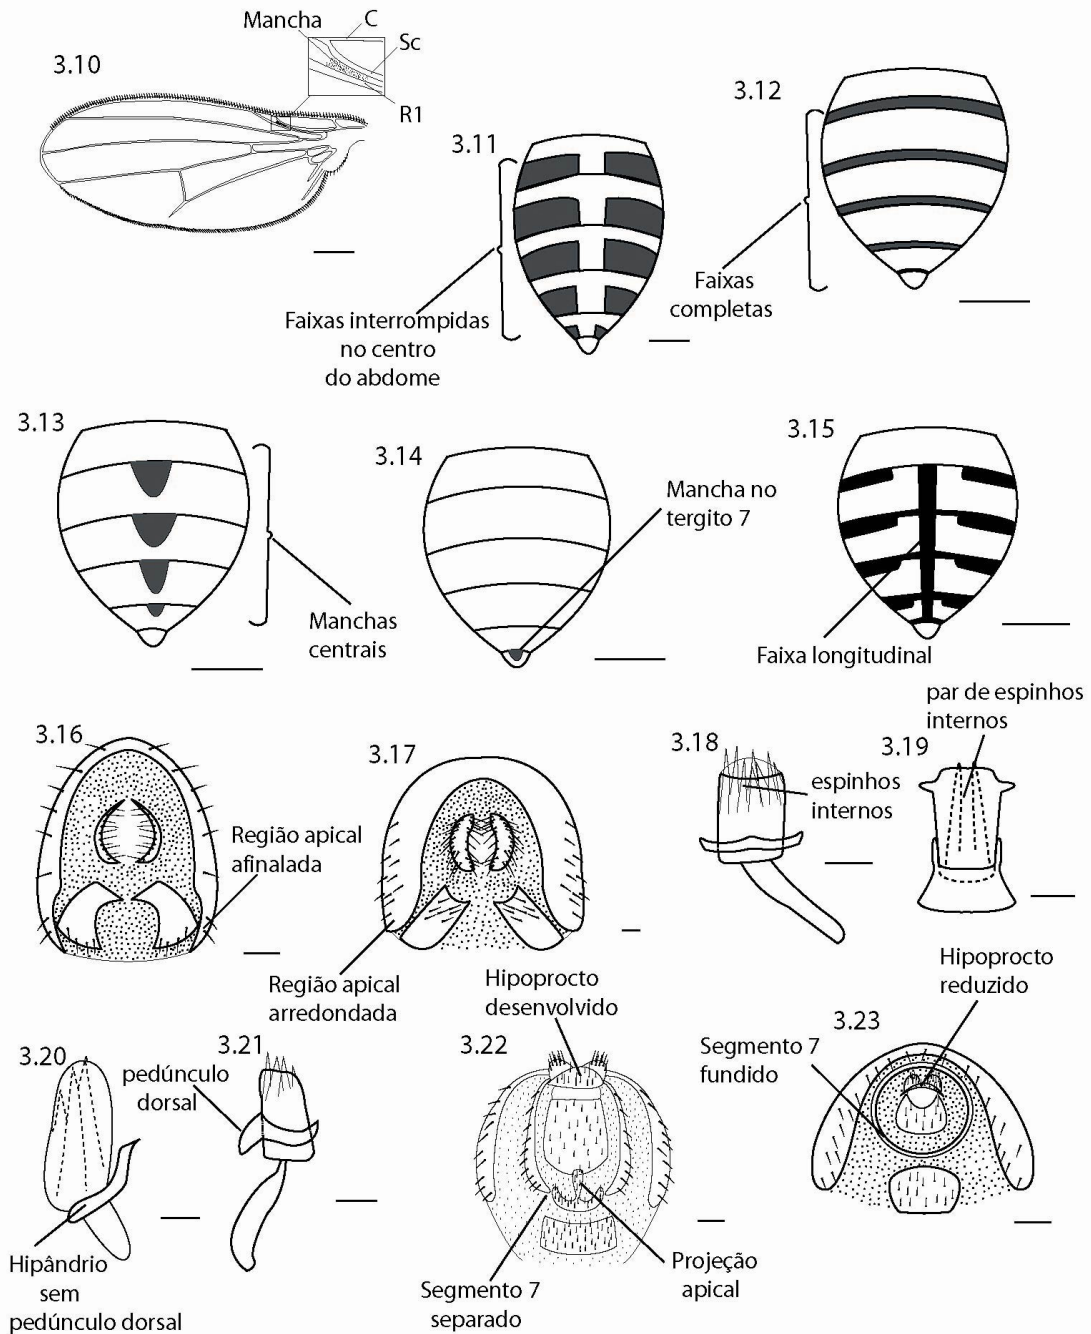 Mancha
C
Sc
R1
3.10
3.11
3.12
Faixas interrompidas
no centro
do abdome
Faixas
completas
3.13
Manchas
centrais
3.14
Mancha no
tergito 7
3.15
Faixa longitudinal
3.16
Região apical
afinalada
3.17
Região apical
arredondada
3.18
espinhos
internos
3.19
par de espinhos
internos
3.20
Hipândrio
sem
pedúnculo dorsal
3.21
pedúnculo
dorsal
3.22
Hipoprocto
desenvolvido
Segmento 7
separado
Projeção
apical
3.23
Hipoprocto
reduzido
Segmento 7
fundido